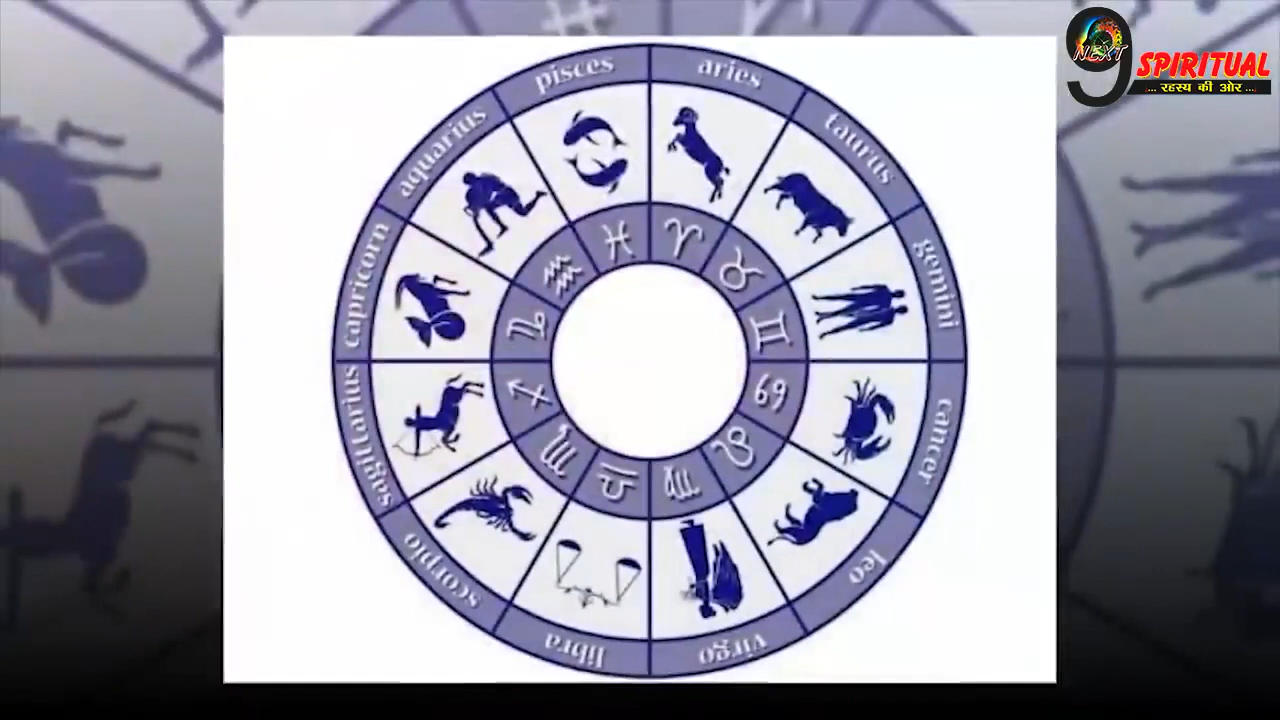 pisces
aries
aquarius
taurus
capricorn
gemini
sagittarius
cancer
scorpio
leo
libra
virgo
9
NEXT
SPIRITUAL
... रहस्य की ओर ...